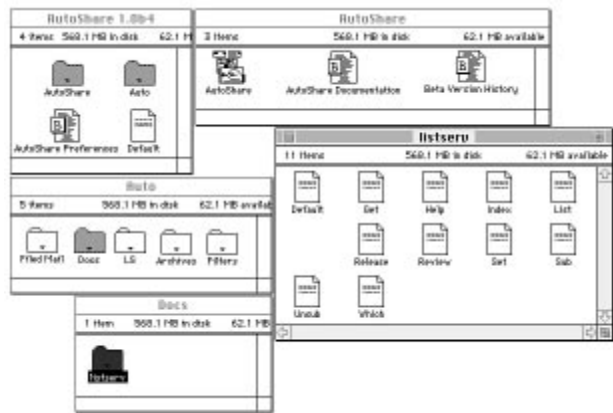 AutoShare 1.0b4
4 items 568.1 MB in disk 62.1 M
AutoShare Auto
AutoShare Preferences Default
AutoShare
3 items 568.1 MB in disk 62.1 MB available
AutoShare AutoShare Documentation Beta Version History
listserv
11 items 568.1 MB in disk 62.1 MB available
Default Get Help Index List
Release Review Set Sub
Unsub Which
Auto
5 items 568.1 MB in disk 62.1 MB availab
Filed Mail Docs LS Archives Filters
Docs
1 item 568.1 MB in disk 62.1 MB
listserv